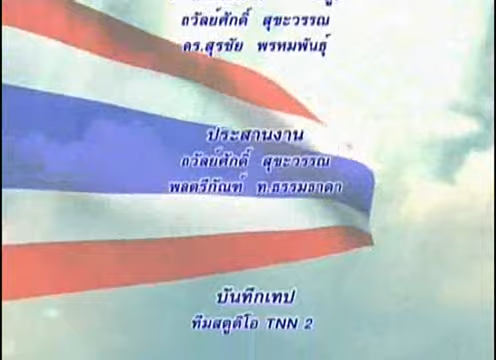 ถวัลย์ศักดิ์ สุขะวรรณ
ดร.สุรชัย พรหมพันธุ์
ประสานงาน
ถวัลย์ศักดิ์ สุขะวรรณ
พลตรีกัณฑ์ ท.ธรรมธาดา
บันทึกเทป
ทีมสตูดิโอ TNN 2